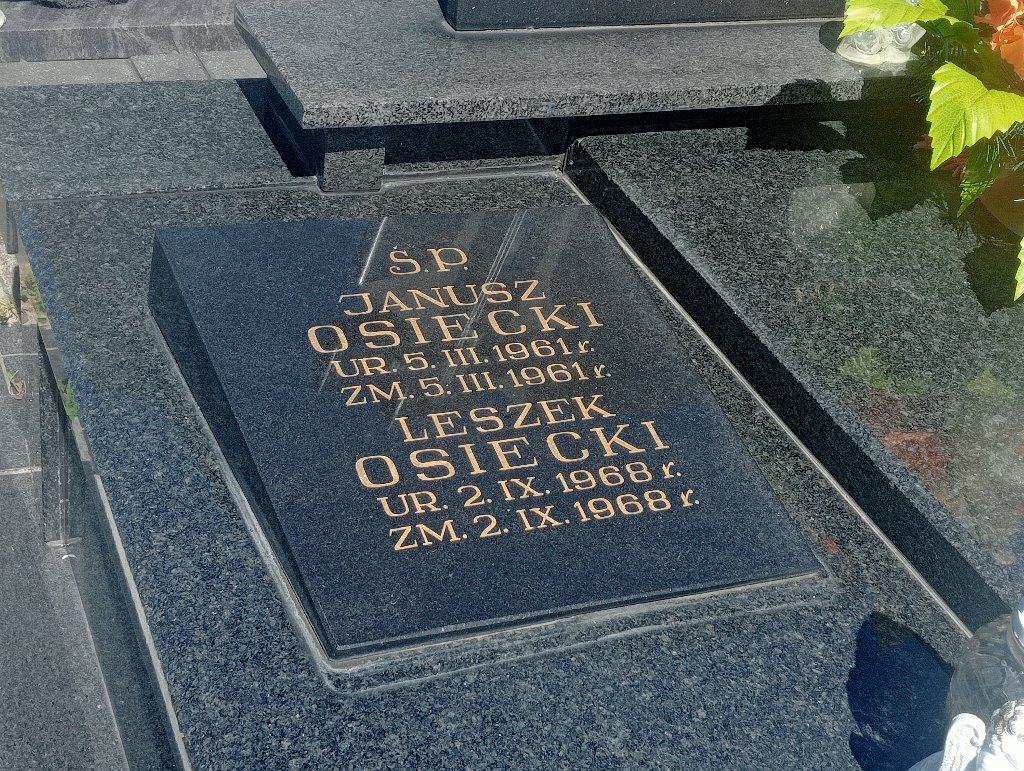 Ś.P.
JANUSZ
OSIECKI
UR. 5. III. 1961 r.
ZM. 5. III. 1961 r.
LESZEK
OSIECKI
UR. 2. IX. 1968 r.
ZM. 2. IX. 1968 r.